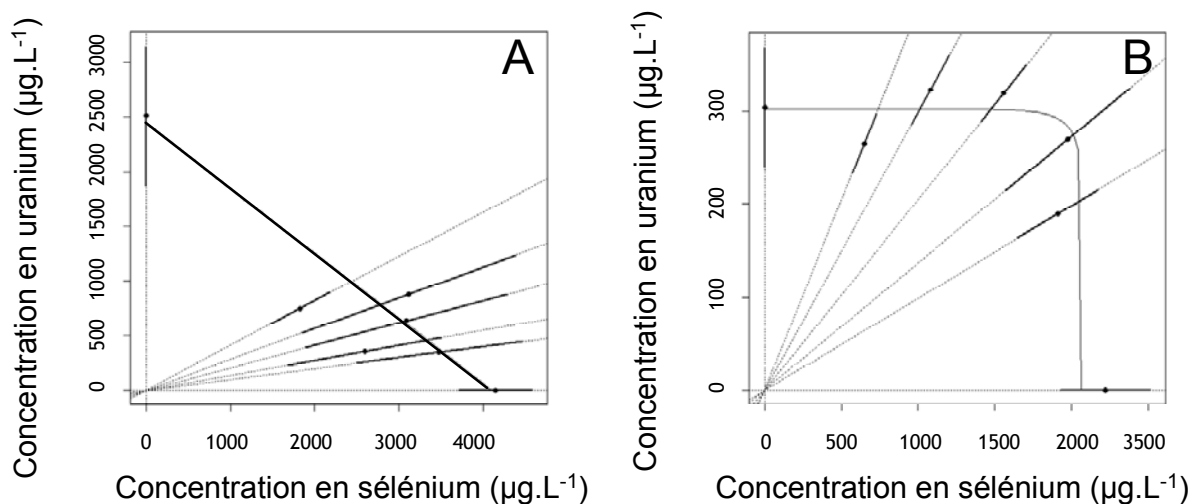 A
Concentration en uranium (µg.L-1)
3000
2500
2000
1500
1000
500
0
0 1000 2000 3000 4000
Concentration en sélénium (µg.L-1)
B
Concentration en uranium (µg.L-1)
300
200
100
0
0 500 1000 1500 2000 3500
Concentration en sélénium (µg.L-1)